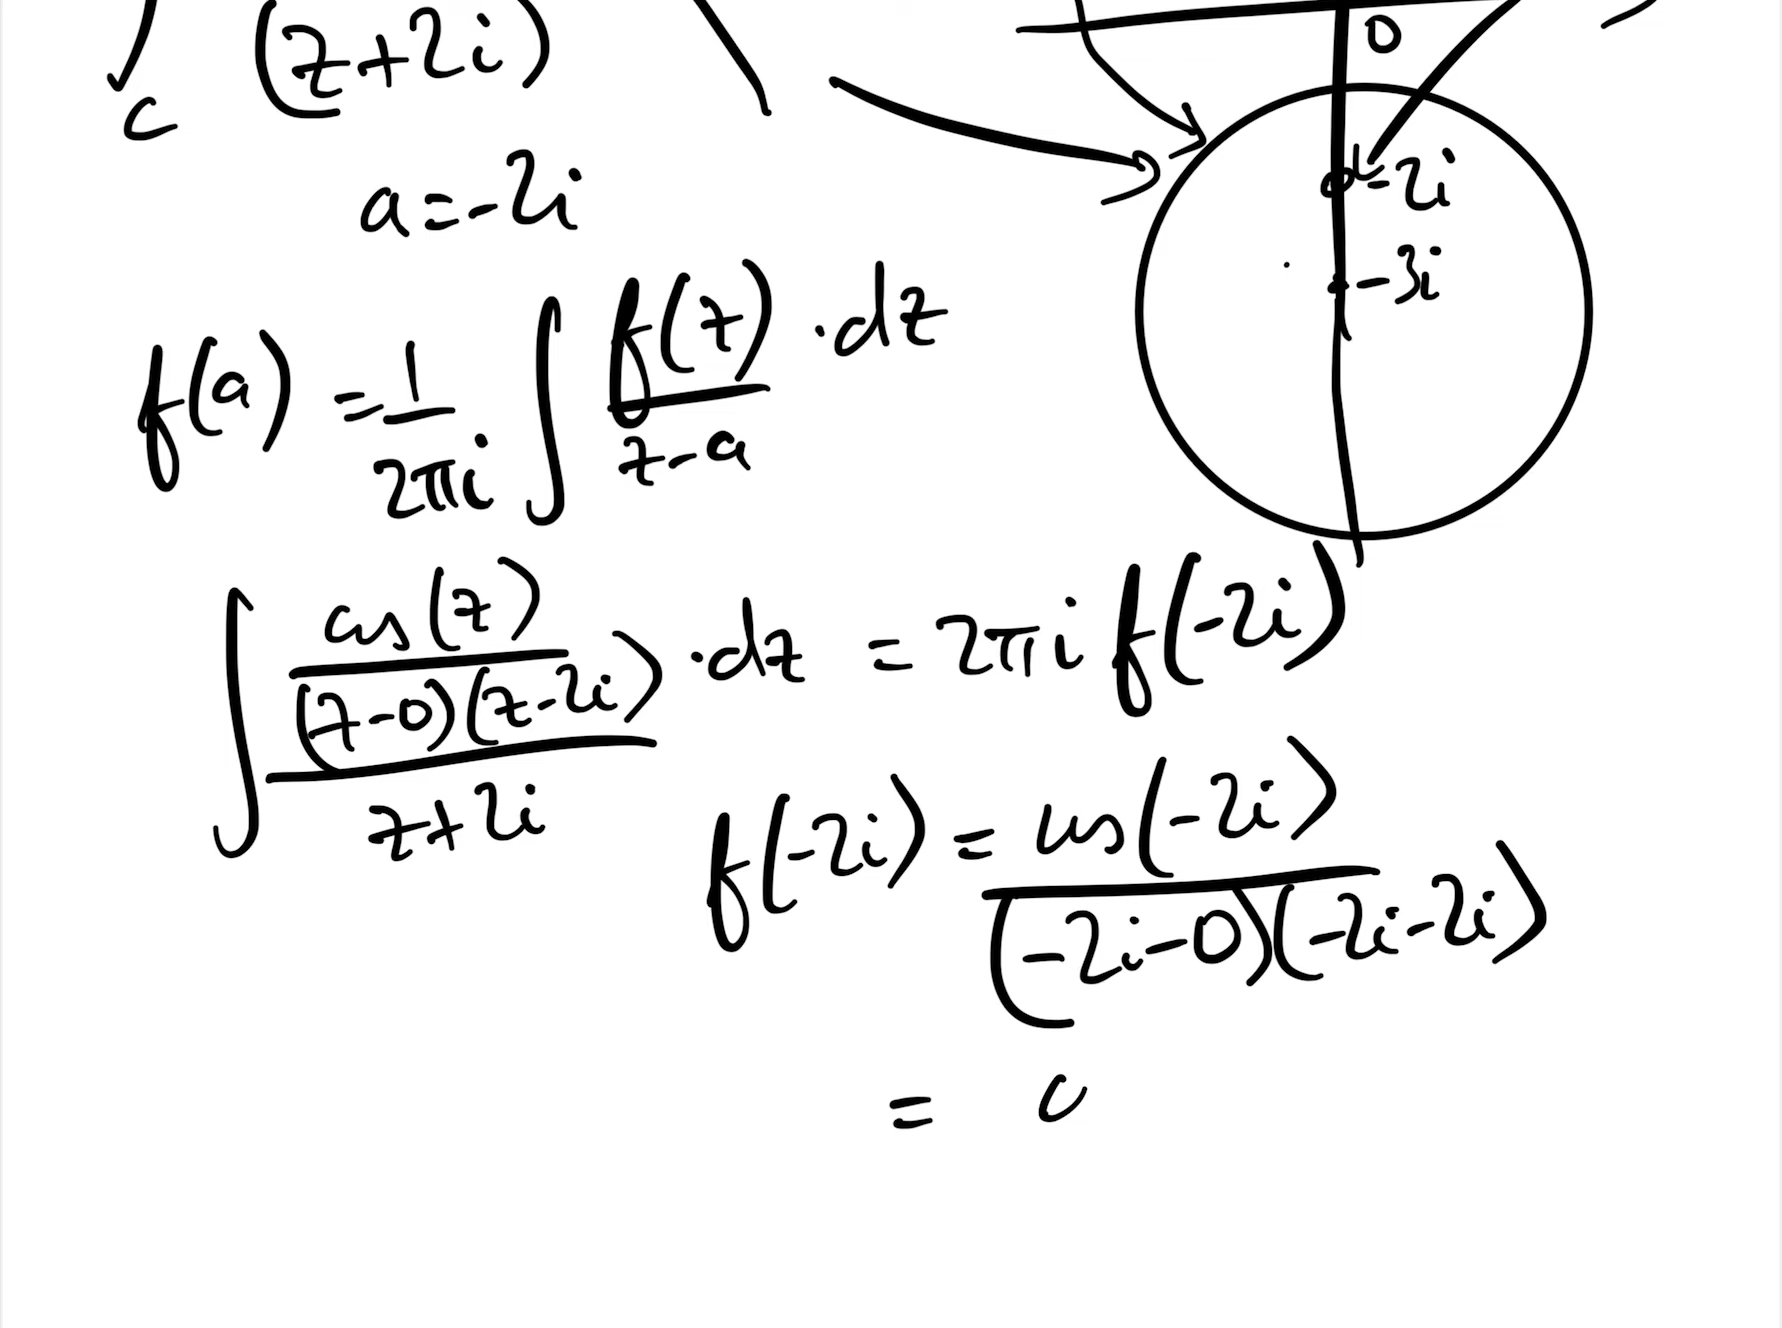 (z+2i)
0
c
a=-2i
-2i
-3i
f(a) = 1/2πi ∫ f(z)/z-a · dz
∫ cos(z)/(z-0)(z-2i) / z+2i · dz = 2πi f(-2i)
f(-2i) = cos(-2i)/(-2i-0)(-2i-2i)
= c